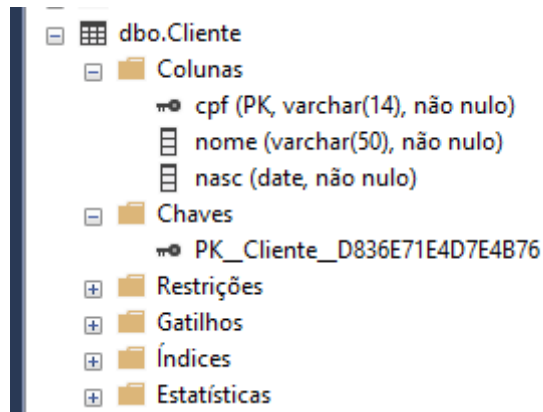 dbo.Cliente
Colunas
cpf (PK, varchar(14), não nulo)
nome (varchar(50), não nulo)
nasc (date, não nulo)
Chaves
PK__Cliente__D836E71E4D7E4B76
Restrições
Gatilhos
Índices
Estatísticas